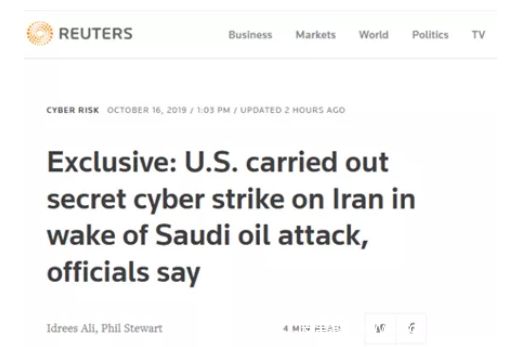 REUTERS Business Markets World Politics TV
CYBER RISK OCTOBER 16, 2019 / 1:03 PM / UPDATED 2 HOURS AGO
Exclusive: U.S. carried out
secret cyber strike on Iran in
wake of Saudi oil attack,
officials say
Idrees Ali, Phil Stewart 4 MIN READ